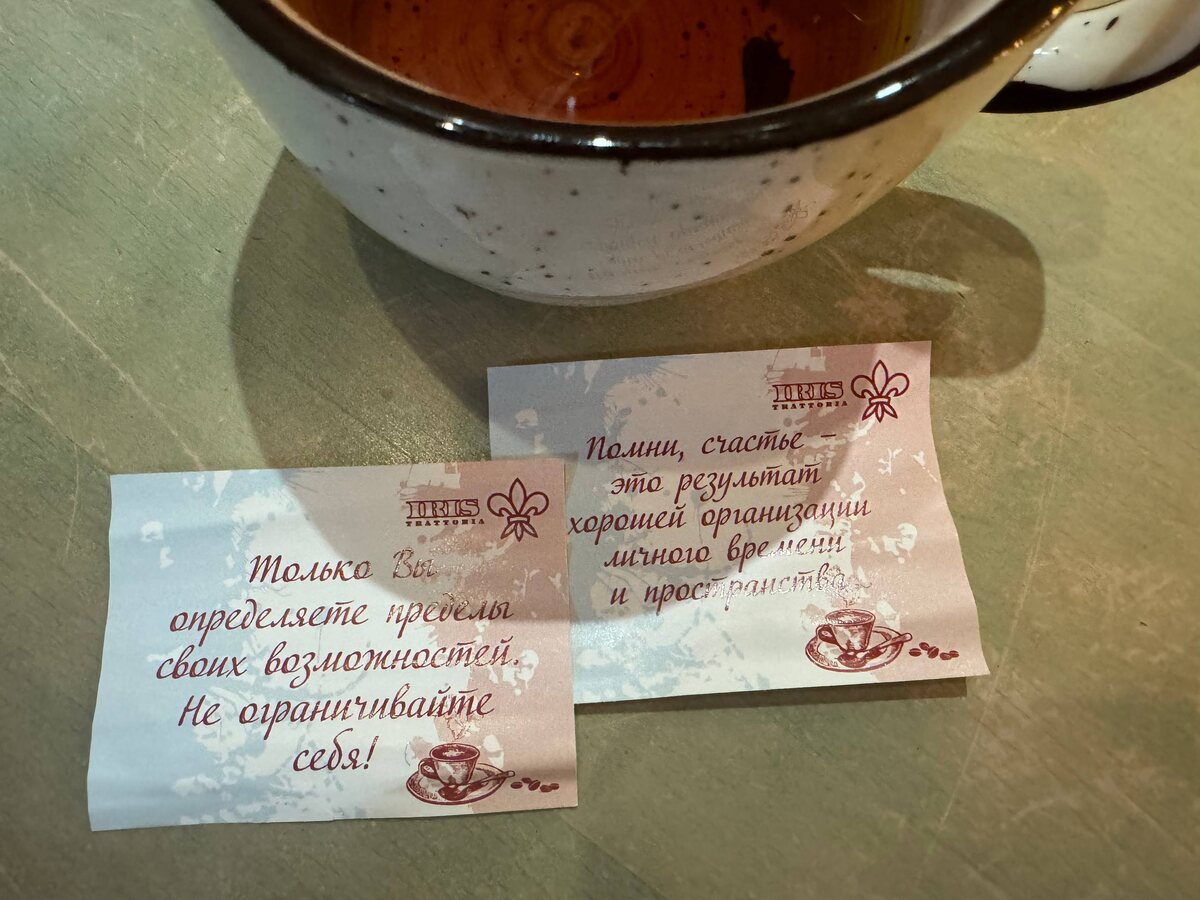 IRIS
TRATTORIA
Помни, счастье –
это результат
хорошей организации
личного времени
и пространства
IRIS
TRATTORIA
Только Вы
определяете пределы
своих возможностей.
Не ограничивайте
себя!